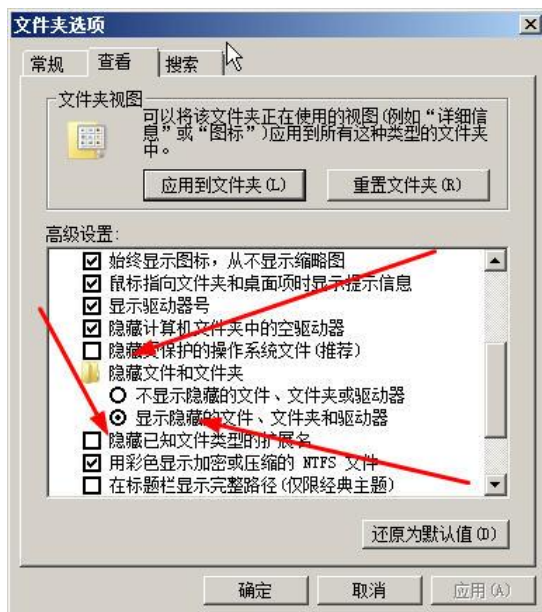 文件夹选项
常规 查看 搜索
文件夹视图
可以将该文件夹正在使用的视图(例如“详细信
息”或“图标”)应用到所有这种类型的文件夹
中。
应用到文件夹(L) 重置文件夹(R)
高级设置:
始终显示图标，从不显示缩略图
鼠标指向文件夹和桌面项时显示提示信息
显示驱动器号
隐藏计算机文件夹中的空驱动器
隐藏受保护的操作系统文件(推荐)
隐藏文件和文件夹
不显示隐藏的文件、文件夹或驱动器
显示隐藏的文件、文件夹和驱动器
隐藏已知文件类型的扩展名
用彩色显示加密或压缩的 NTFS 文件
在标题栏显示完整路径(仅限经典主题)
还原为默认值(D)
确定 取消 应用(A)